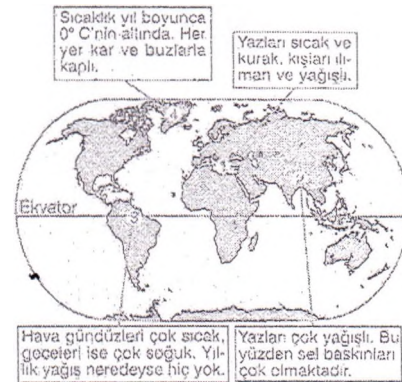 Sıcaklık yıl boyunca
0° C'nin altında. Her
yer kar ve buzlarla
kaplı.
Yazları sıcak ve
kurak, kışları ılı-
man ve yağışlı.
Ekvator
3
Hava gündüzleri çok sıcak,
geceleri ise çok soğuk. Yıl-
lık yağış neredeyse hiç yok.
Yazları çok yağışlı. Bu
yüzden sel baskınları
çok olmaktadır.